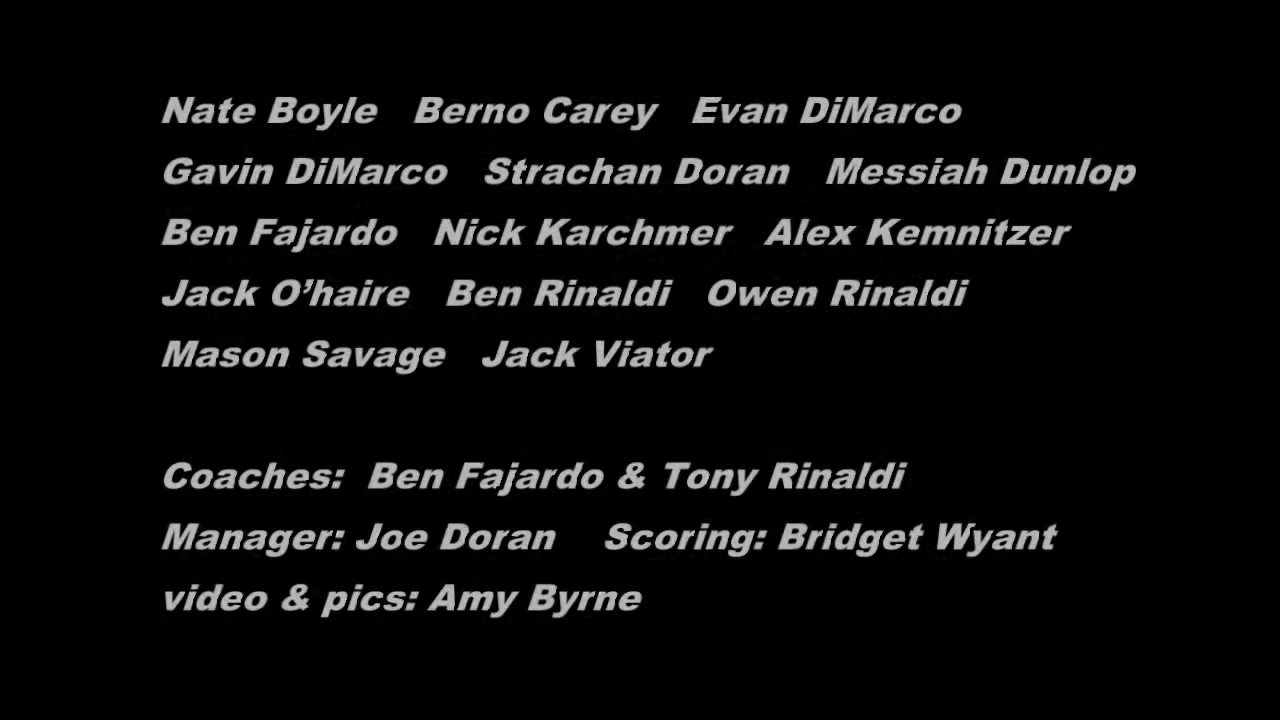 Nate Boyle   Berno Carey   Evan DiMarco
Gavin DiMarco   Strachan Doran   Messiah Dunlop
Ben Fajardo   Nick Karchmer   Alex Kemnitzer
Jack O’haire   Ben Rinaldi   Owen Rinaldi
Mason Savage   Jack Viator
Coaches:  Ben Fajardo & Tony Rinaldi
Manager: Joe Doran    Scoring: Bridget Wyant
video & pics: Amy Byrne